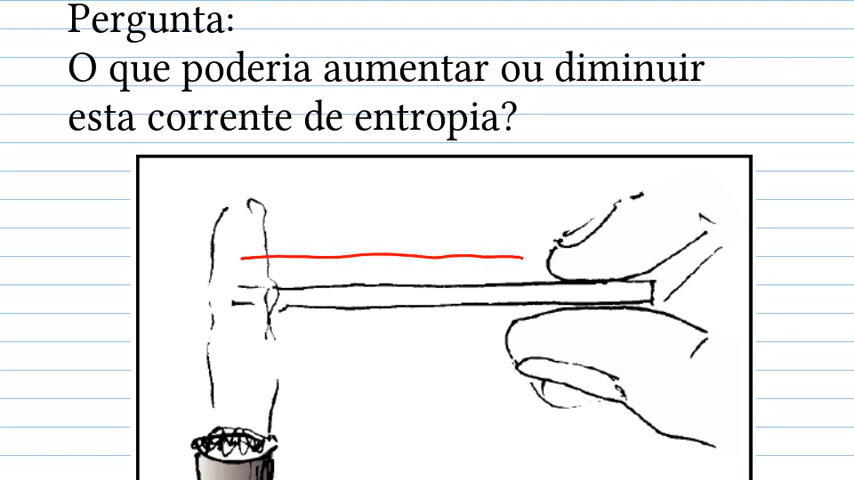 Pergunta:
O que poderia aumentar ou diminuir
esta corrente de entropia?